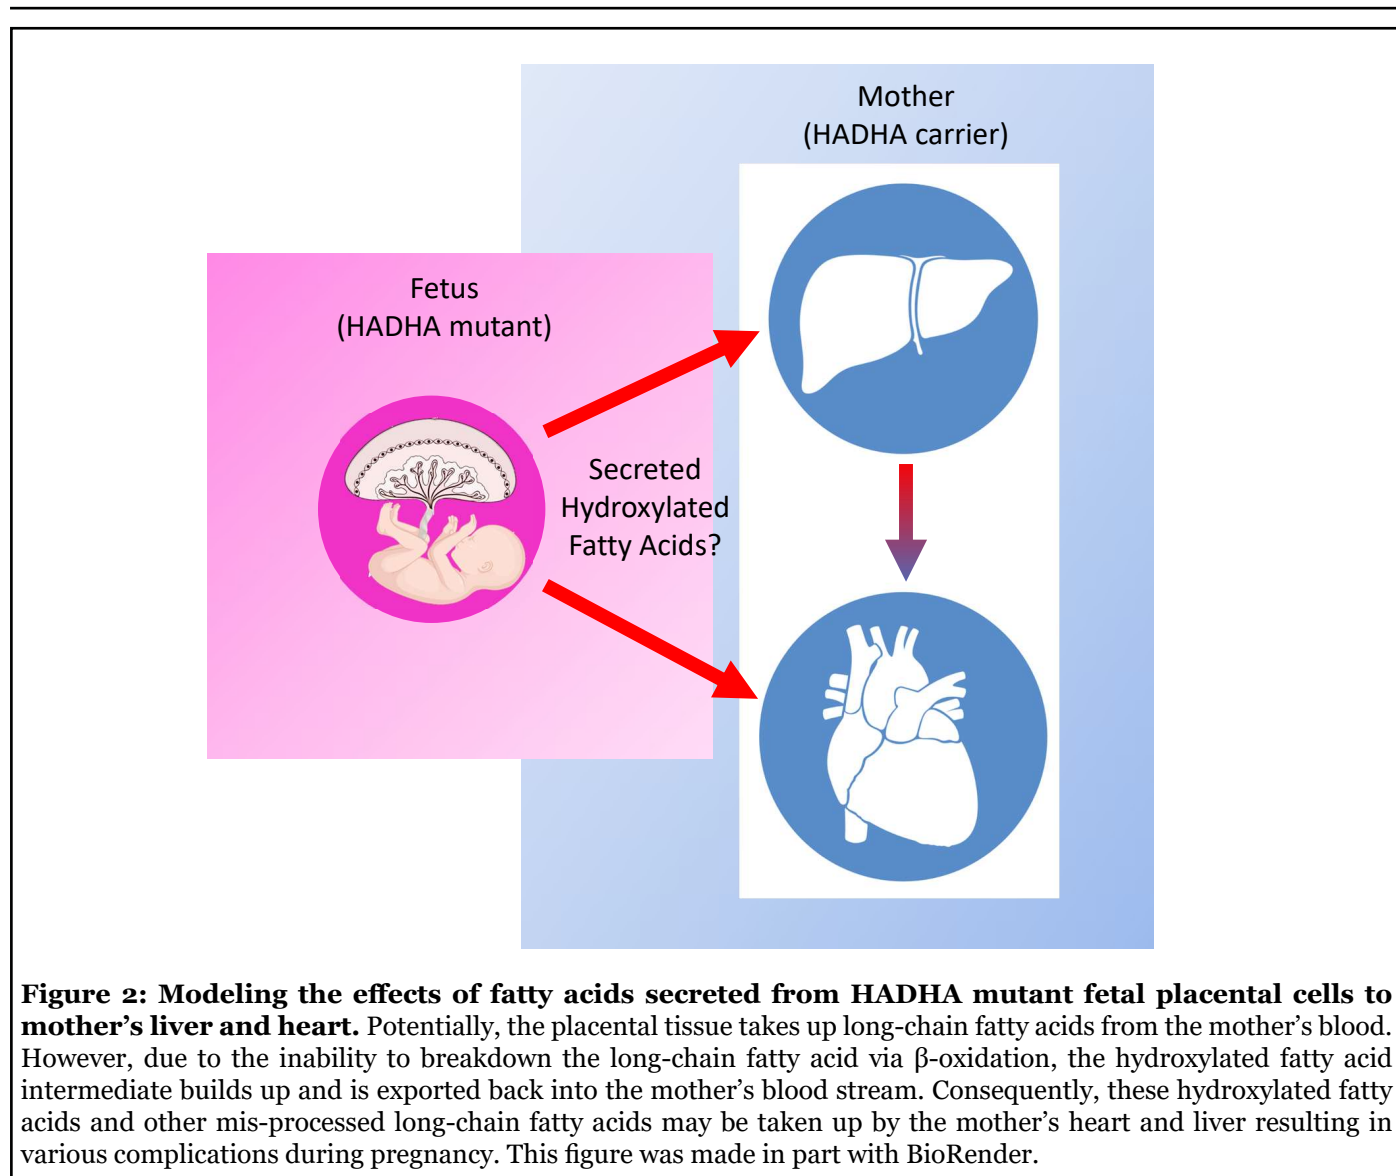 Mother
(HADHA carrier)
Fetus
(HADHA mutant)
Secreted
Hydroxylated
Fatty Acids?
Figure 2: Modeling the effects of fatty acids secreted from HADHA mutant fetal placental cells to
mother’s liver and heart. Potentially, the placental tissue takes up long-chain fatty acids from the mother’s blood.
However, due to the inability to breakdown the long-chain fatty acid via β-oxidation, the hydroxylated fatty acid
intermediate builds up and is exported back into the mother’s blood stream. Consequently, these hydroxylated fatty
acids and other mis-processed long-chain fatty acids may be taken up by the mother’s heart and liver resulting in
various complications during pregnancy. This figure was made in part with BioRender.